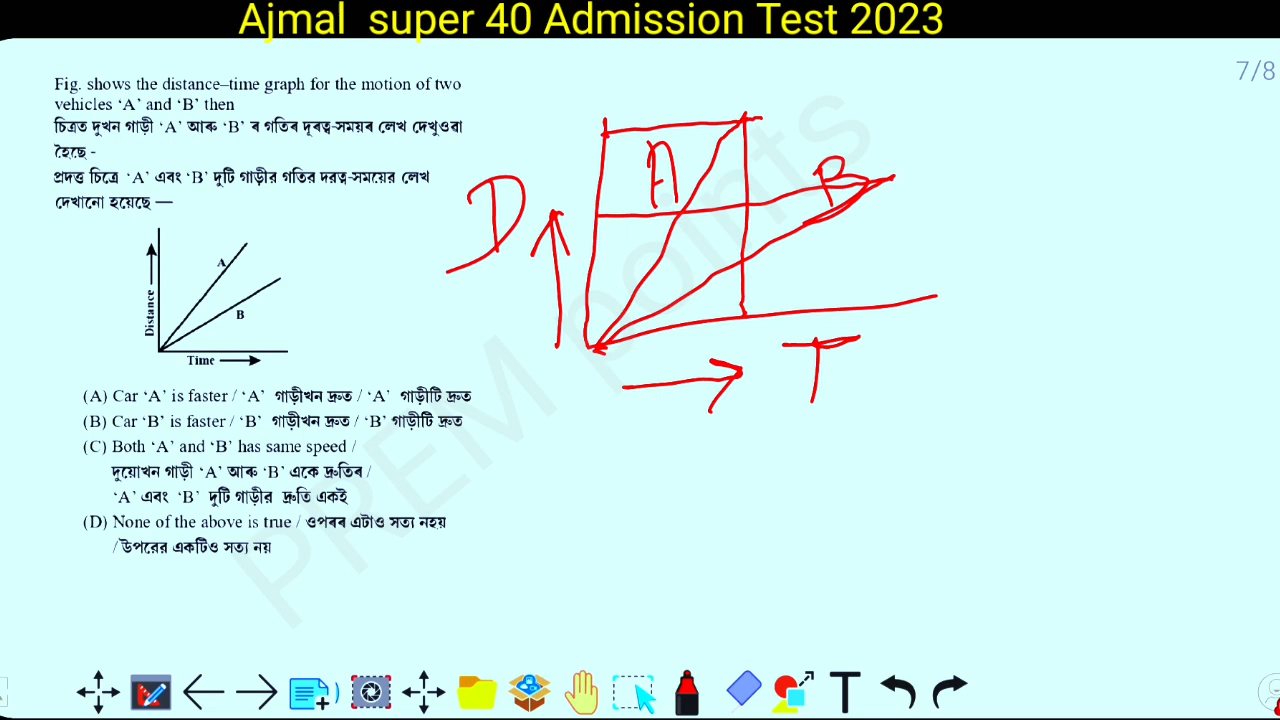 Ajmal super 40 Admission Test 2023
7/8
Fig. shows the distance–time graph for the motion of two
vehicles ‘A’ and ‘B’ then
চিত্ৰত দুখন গাড়ী ‘A’ আৰু ‘B’ ৰ গতিৰ দূৰত্ব-সময়ৰ লেখ দেখুওৱা
হৈছে -
প্রদত্ত চিত্রে ‘A’ এবং ‘B’ দুটি গাড়ীর গতির দরত্ব-সময়ের লেখ
দেখানো হয়েছে —
A
B
Distance
Time
D
A
B
T
(A) Car ‘A’ is faster / ‘A’ গাড়ীখন দ্রুত / ‘A’ গাড়ীটি দ্রুত
(B) Car ‘B’ is faster / ‘B’ গাড়ীখন দ্রুত / ‘B’ গাড়ীটি দ্রুত
(C) Both ‘A’ and ‘B’ has same speed /
দুয়োখন গাড়ী ‘A’ আৰু ‘B’ একে দ্ৰুতিৰ /
‘A’ এবং ‘B’ দুটি গাড়ীর দ্রুতি একই
(D) None of the above is true / ওপৰৰ এটাও সত্য নহয়
/ উপরের একটিও সত্য নয়
PREM points
T